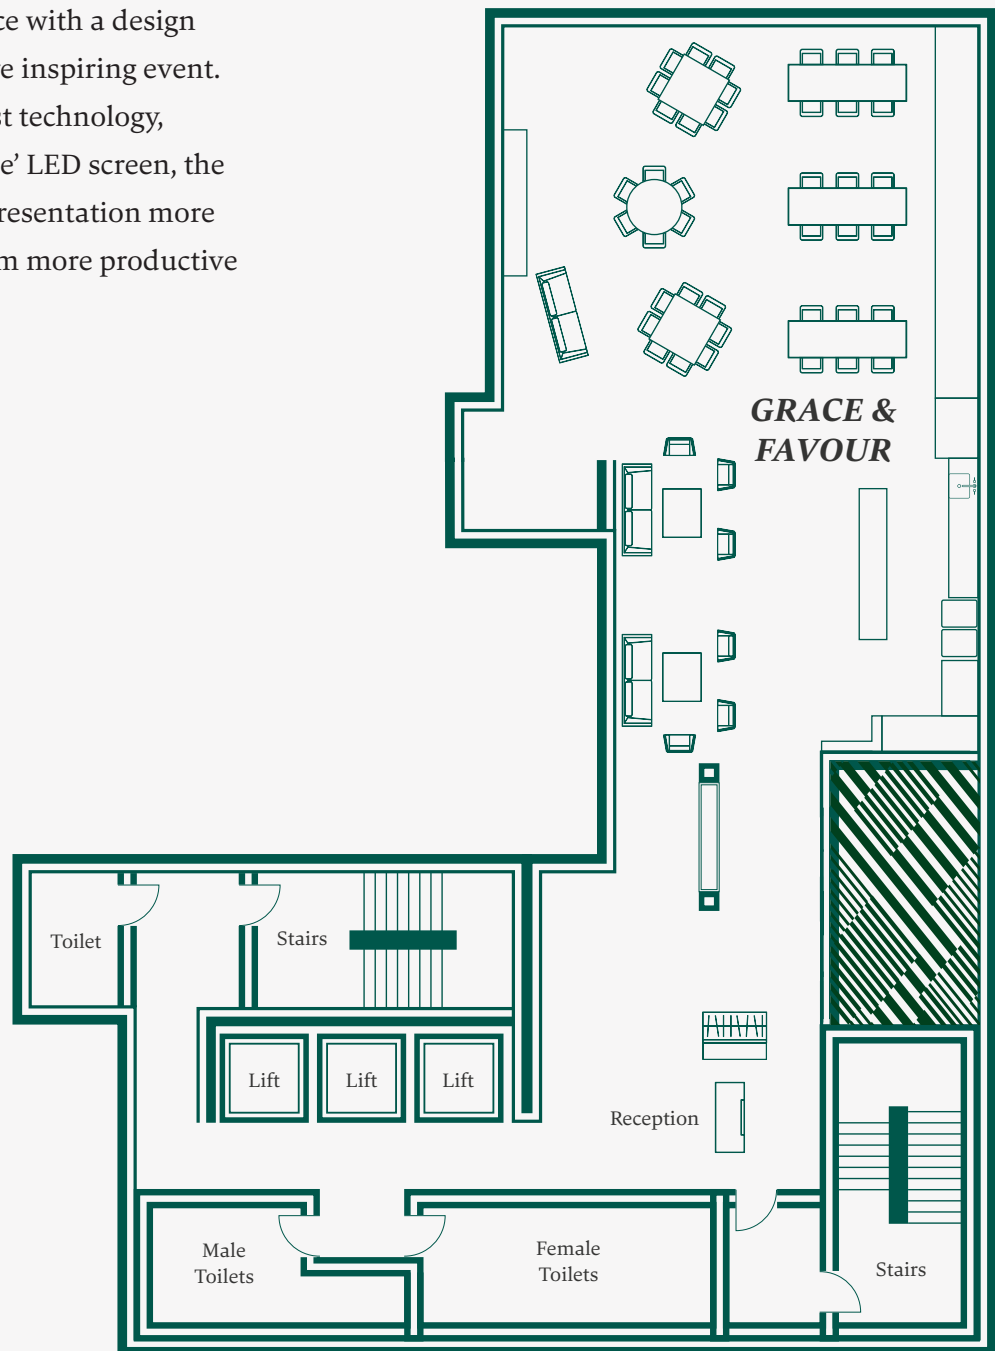 ce with a design
e inspiring event.
st technology,
e’ LED screen, the
resentation more
m more productive
GRACE &
FAVOUR
Toilet
Stairs
Lift
Lift
Lift
Reception
Male
Toilets
Female
Toilets
Stairs